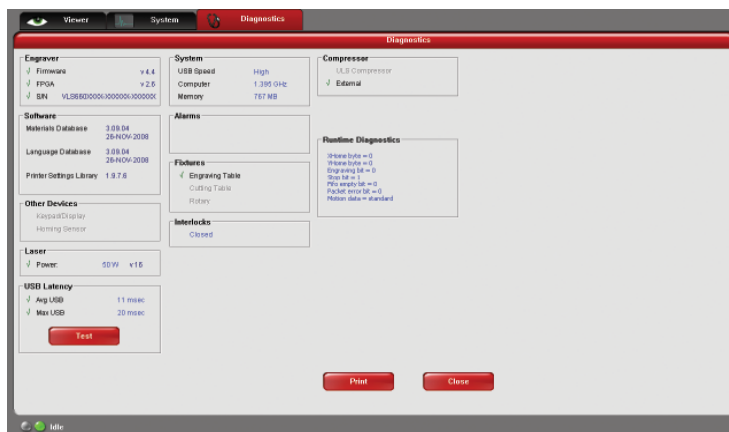 Viewer
System
Diagnostics
Diagnostics
Engraver
Firmware v 4.4
FPGA v 2.6
S/N
Software
Materials Database 3.09.04
26-NOV-2008
Language Database 3.09.04
26-NOV-2008
Printer Settings Library 1.9.7.6
Other Devices
Keypad/Display
Homing Sensor
Laser
Power: 50 W v16
USB Latency
Avg USB 11 msec
Max USB 20 msec
Test
System
USB Speed High
Computer 1.395 GHz
Memory 767 MB
Alarms
Fixtures
Engraving Table
Cutting Table
Rotary
Interlocks
Closed
Compressor
ULS Compressor
External
Runtime Diagnostics
XHome byte = 0
YHome byte = 0
Engraving bit = 0
Stop bit = 1
Fifo empty bit = 0
Packet error bit = 0
Motion data = standard
Print
Close
Idle